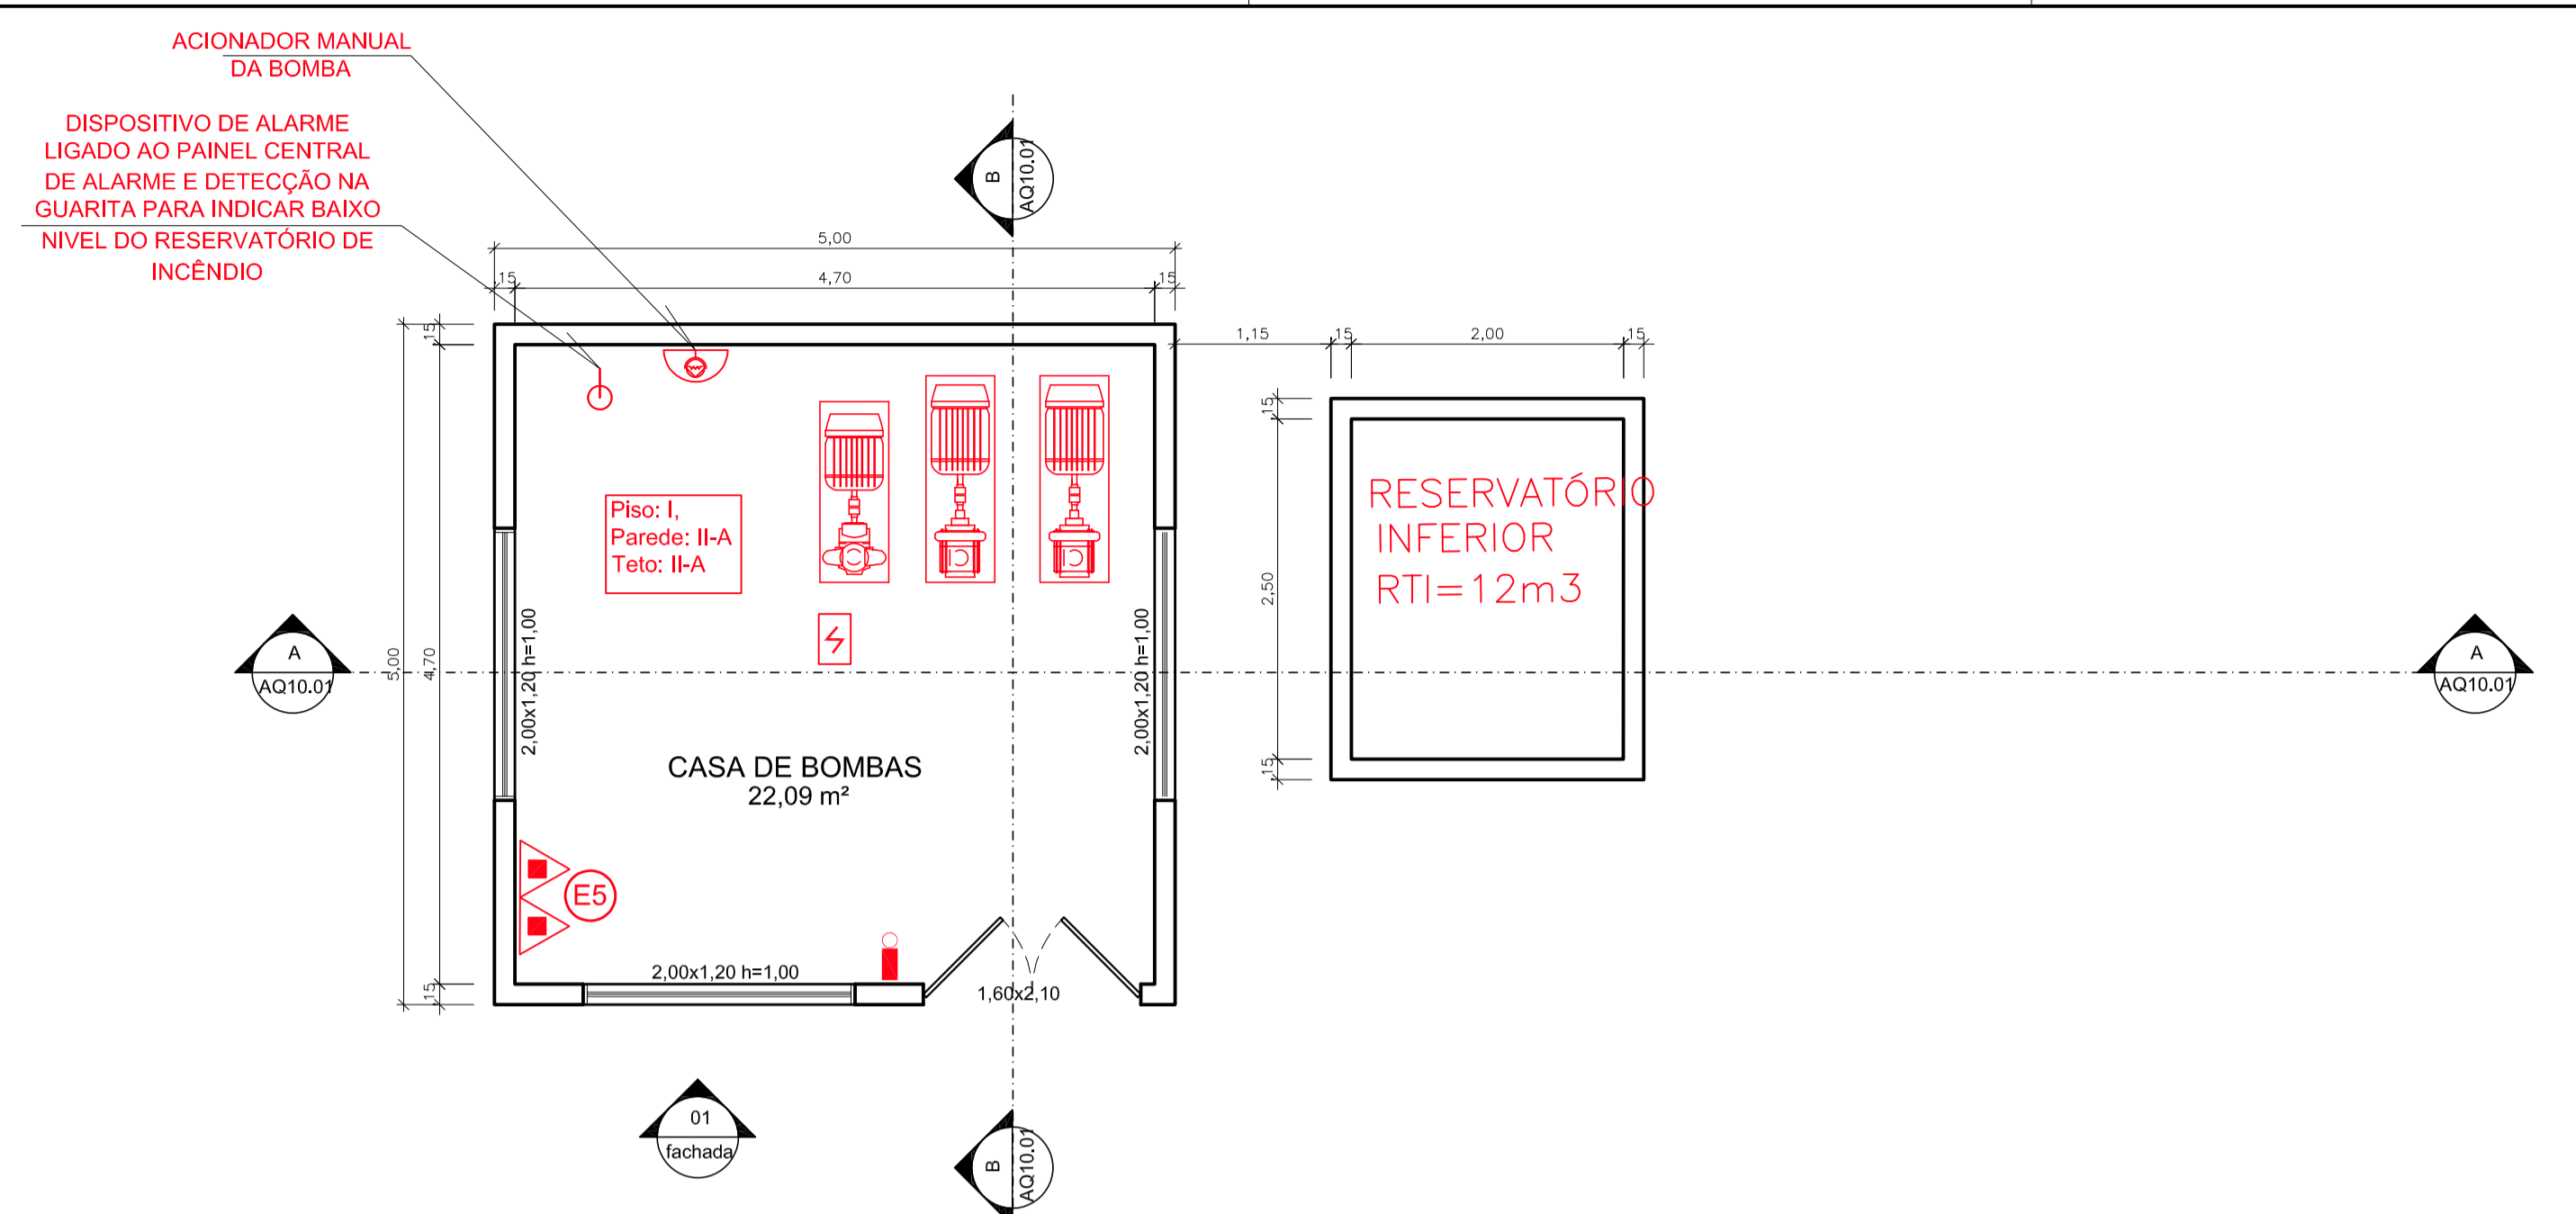 ACIONADOR MANUAL
DA BOMBA
DISPOSITIVO DE ALARME
LIGADO AO PAINEL CENTRAL
DE ALARME E DETECÇÃO NA
GUARITA PARA INDICAR BAIXO
NIVEL DO RESERVATÓRIO DE
INCÊNDIO
B
AQ10.01
5,00
,15
4,70
,15
1,15
,15
2,00
,15
,15
5,00
4,70
,15
,15
2,50
,15
RESERVATÓRIO
INFERIOR
RTI=12m3
Piso: I,
Parede: II-A
Teto: II-A
2,00x1,20 h=1,00
2,00x1,20 h=1,00
A
AQ10.01
A
AQ10.01
CASA DE BOMBAS
22,09 m²
E5
2,00x1,20 h=1,00
1,60x2,10
01
fachada
B
AQ10.01